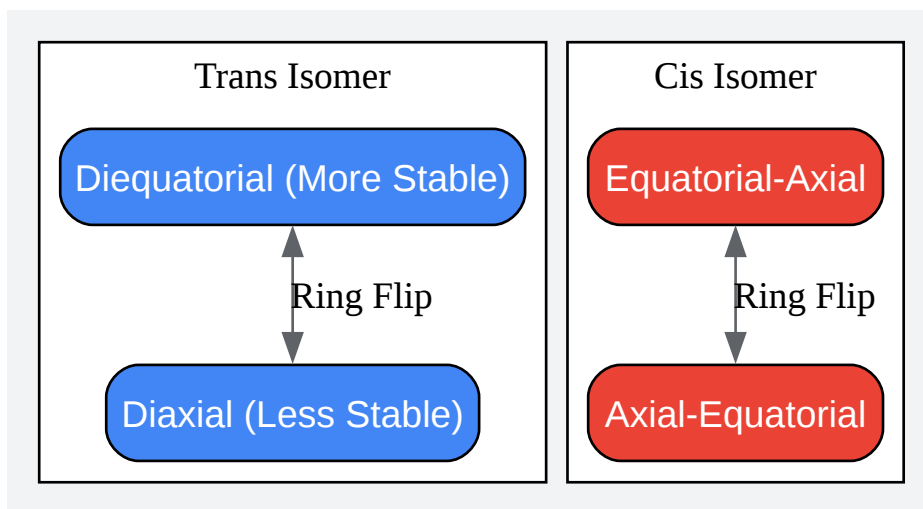 Trans Isomer
Diequatorial (More Stable)
Ring Flip
Diaxial (Less Stable)
Cis Isomer
Equatorial-Axial
Ring Flip
Axial-Equatorial